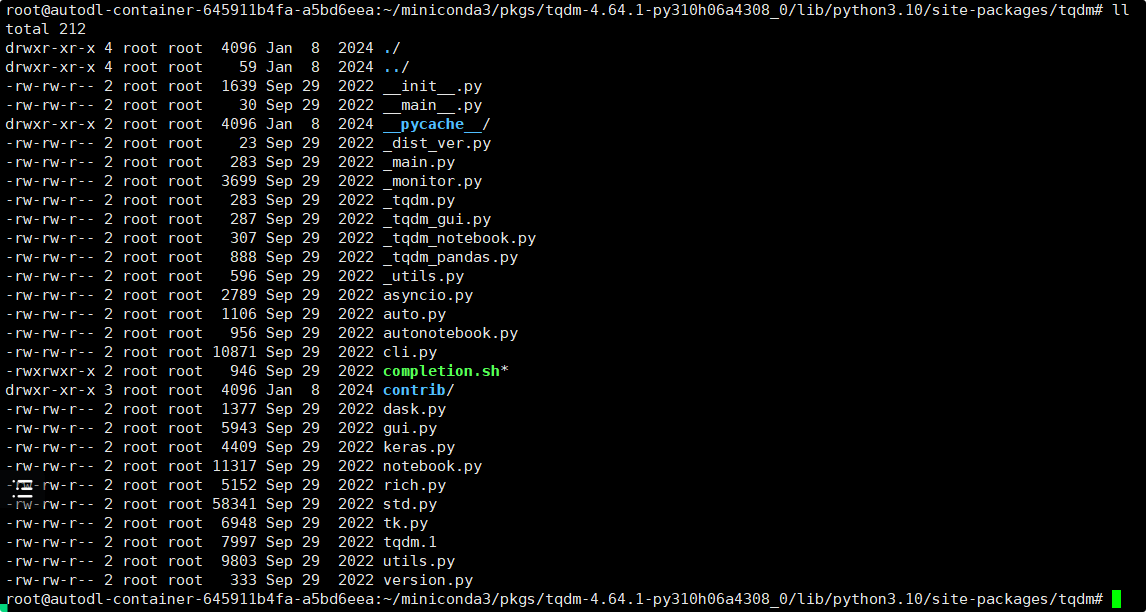 root@autodl-container-645911b4fa-a5bd6eea:~/miniconda3/pkgs/tqdm-4.64.1-py310h06a4308_0/lib/python3.10/site-packages/tqdm# ll
total 212
drwxr-xr-x 4 root root  4096 Jan  8  2024 ./
drwxr-xr-x 4 root root    59 Jan  8  2024 ../
-rw-rw-r-- 2 root root  1639 Sep 29  2022 __init__.py
-rw-rw-r-- 2 root root    30 Sep 29  2022 __main__.py
drwxr-xr-x 2 root root  4096 Jan  8  2024 __pycache__/
-rw-rw-r-- 2 root root    23 Sep 29  2022 _dist_ver.py
-rw-rw-r-- 2 root root   283 Sep 29  2022 _main.py
-rw-rw-r-- 2 root root  3699 Sep 29  2022 _monitor.py
-rw-rw-r-- 2 root root   283 Sep 29  2022 _tqdm.py
-rw-rw-r-- 2 root root   287 Sep 29  2022 _tqdm_gui.py
-rw-rw-r-- 2 root root   307 Sep 29  2022 _tqdm_notebook.py
-rw-rw-r-- 2 root root   888 Sep 29  2022 _tqdm_pandas.py
-rw-rw-r-- 2 root root   596 Sep 29  2022 _utils.py
-rw-rw-r-- 2 root root  2789 Sep 29  2022 asyncio.py
-rw-rw-r-- 2 root root  1106 Sep 29  2022 auto.py
-rw-rw-r-- 2 root root   956 Sep 29  2022 autonotebook.py
-rw-rw-r-- 2 root root 10871 Sep 29  2022 cli.py
-rwxrwxr-x 2 root root   946 Sep 29  2022 completion.sh*
drwxr-xr-x 3 root root  4096 Jan  8  2024 contrib/
-rw-rw-r-- 2 root root  1377 Sep 29  2022 dask.py
-rw-rw-r-- 2 root root  5943 Sep 29  2022 gui.py
-rw-rw-r-- 2 root root  4409 Sep 29  2022 keras.py
-rw-rw-r-- 2 root root 11317 Sep 29  2022 notebook.py
-rw-rw-r-- 2 root root  5152 Sep 29  2022 rich.py
-rw-rw-r-- 2 root root 58341 Sep 29  2022 std.py
-rw-rw-r-- 2 root root  6948 Sep 29  2022 tk.py
-rw-rw-r-- 2 root root  7997 Sep 29  2022 tqdm.1
-rw-rw-r-- 2 root root  9803 Sep 29  2022 utils.py
-rw-rw-r-- 2 root root   333 Sep 29  2022 version.py
root@autodl-container-645911b4fa-a5bd6eea:~/miniconda3/pkgs/tqdm-4.64.1-py310h06a4308_0/lib/python3.10/site-packages/tqdm#